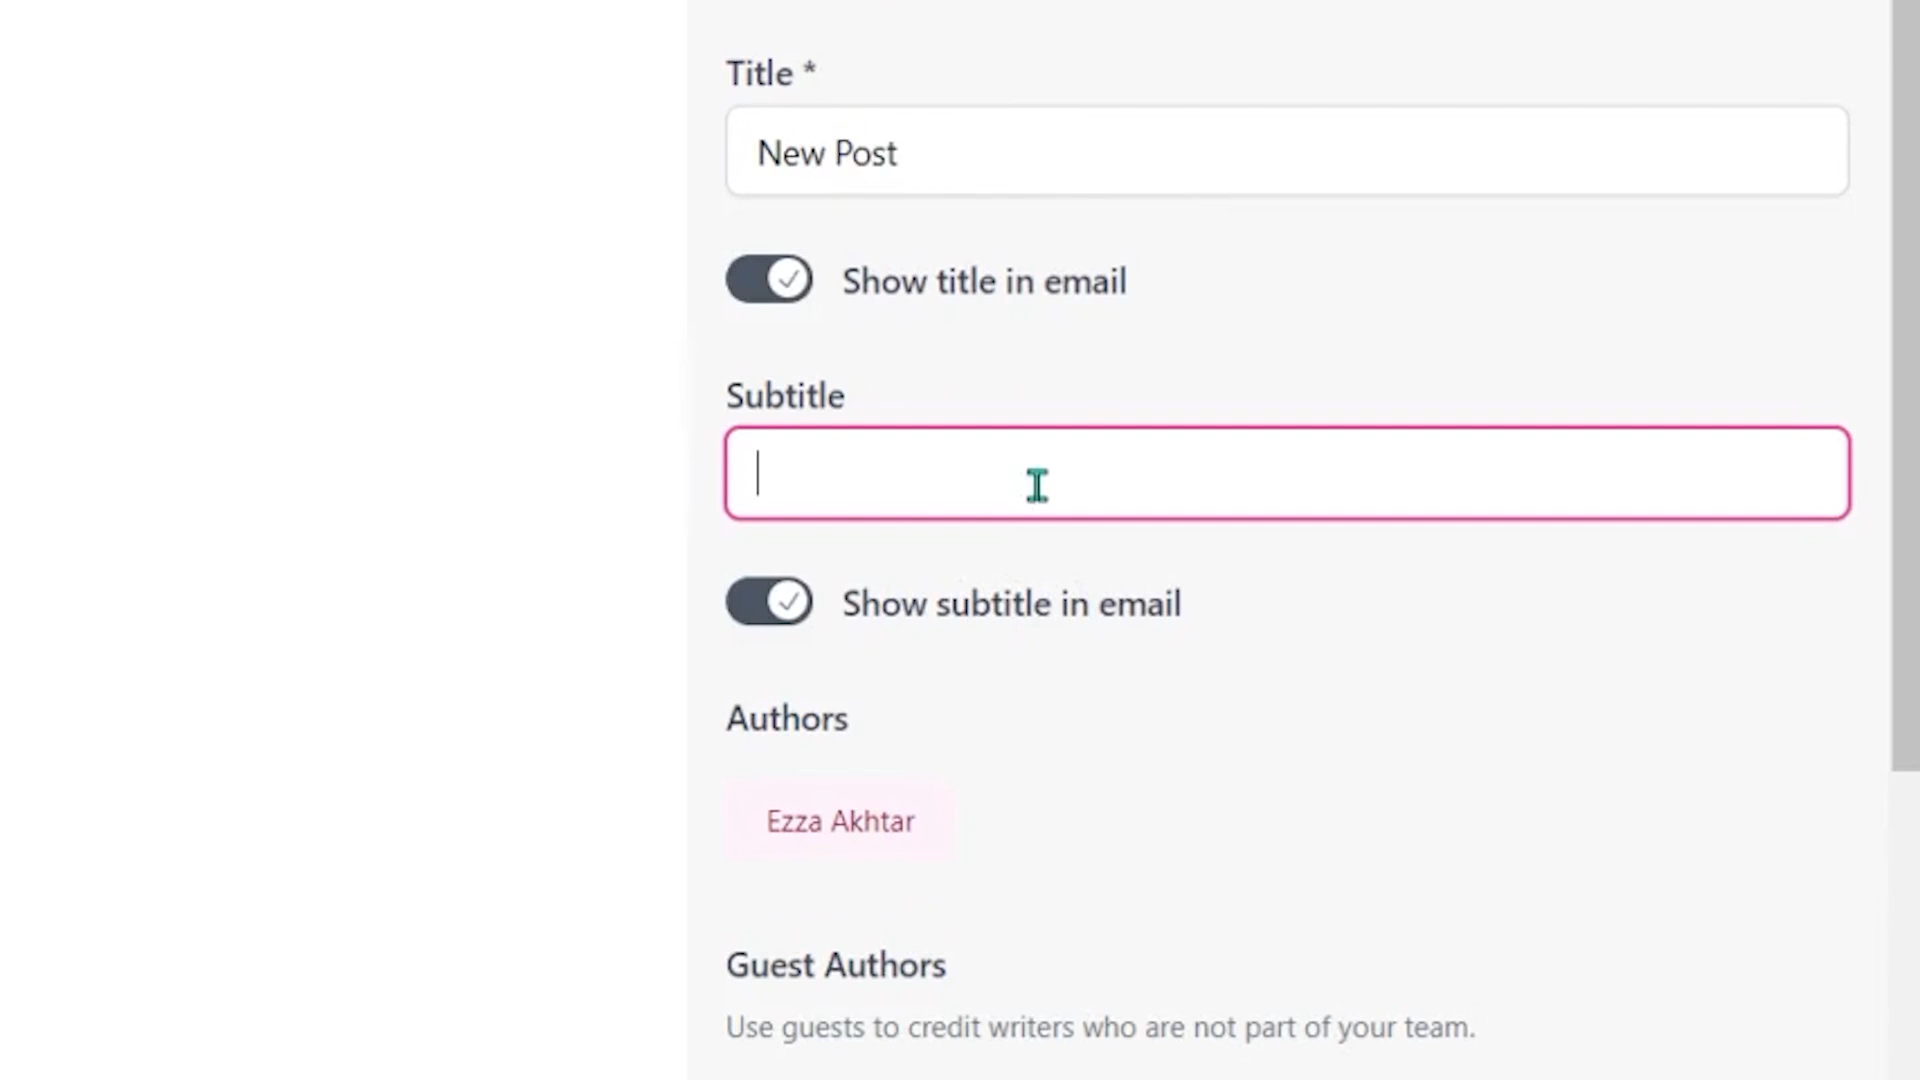 Title *
New Post
Show title in email
Subtitle
Show subtitle in email
Authors
Ezza Akhtar
Guest Authors
Use guests to credit writers who are not part of your team.